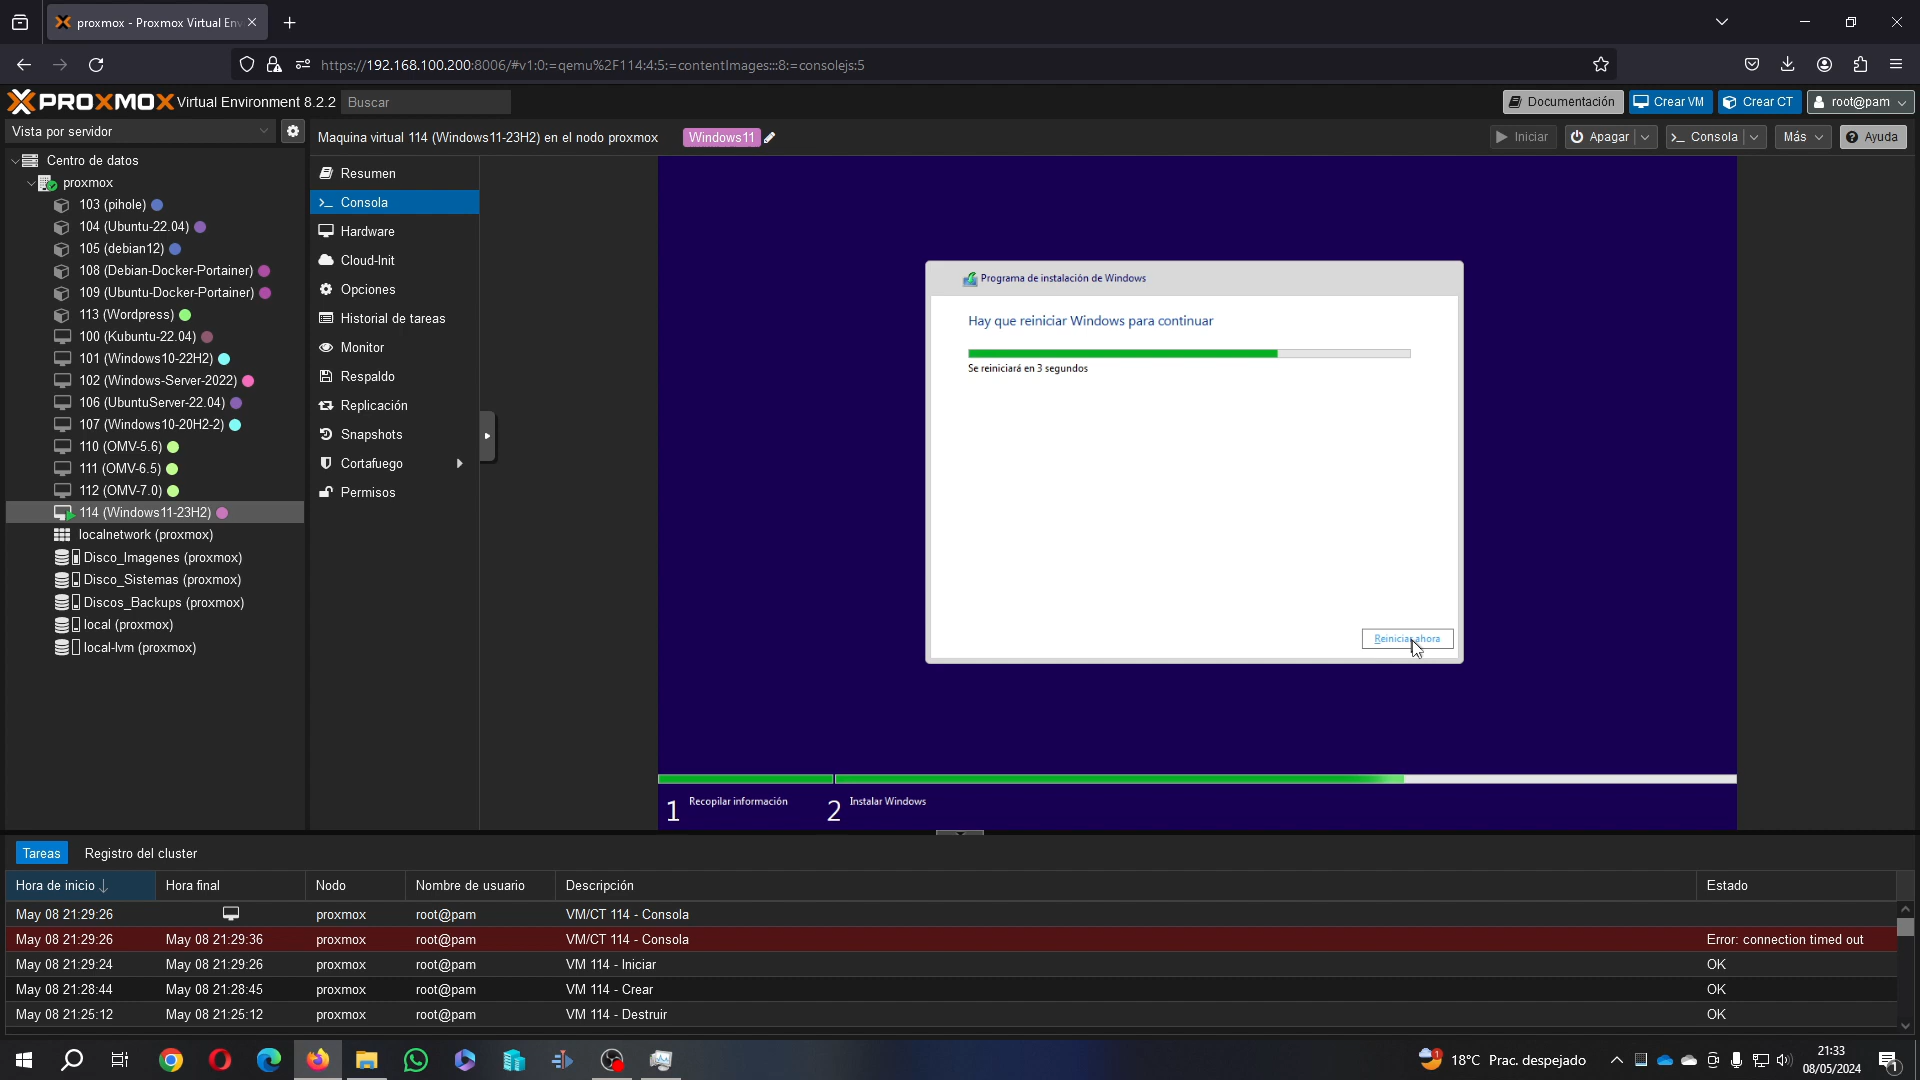 proxmox - Proxmox Virtual En
https://192.168.100.200:8006/#v1:0:=qemu%2F114:4:5:=contentImages:::8:=consolejs:5
PROXMOX Virtual Environment 8.2.2 Buscar
Documentación
Crear VM
Crear CT
root@pam
Vista por servidor
Maquina virtual 114 (Windows11-23H2) en el nodo proxmox
Windows11
Iniciar
Apagar
Consola
Más
Ayuda
Centro de datos
proxmox
103 (pihole)
104 (Ubuntu-22.04)
105 (debian12)
108 (Debian-Docker-Portainer)
109 (Ubuntu-Docker-Portainer)
113 (Wordpress)
100 (Kubuntu-22.04)
101 (Windows10-22H2)
102 (Windows-Server-2022)
106 (UbuntuServer-22.04)
107 (Windows10-20H2-2)
110 (OMV-5.6)
111 (OMV-6.5)
112 (OMV-7.0)
114 (Windows11-23H2)
localnetwork (proxmox)
Disco_Imagenes (proxmox)
Disco_Sistemas (proxmox)
Discos_Backups (proxmox)
local (proxmox)
local-lvm (proxmox)
Resumen
Consola
Hardware
Cloud-Init
Opciones
Historial de tareas
Monitor
Respaldo
Replicación
Snapshots
Cortafuego
Permisos
Programa de instalación de Windows
Hay que reiniciar Windows para continuar
Se reiniciará en 3 segundos
Reiniciar ahora
1 Recopilar información
2 Instalar Windows
Tareas
Registro del cluster
Hora de inicio Hora final Nodo Nombre de usuario Descripción Estado
May 08 21:29:26 proxmox root@pam VM/CT 114 - Consola
May 08 21:29:26 May 08 21:29:36 proxmox root@pam VM/CT 114 - Consola Error: connection timed out
May 08 21:29:24 May 08 21:29:26 proxmox root@pam VM 114 - Iniciar OK
May 08 21:28:44 May 08 21:28:45 proxmox root@pam VM 114 - Crear OK
May 08 21:25:12 May 08 21:25:12 proxmox root@pam VM 114 - Destruir OK
1
18°C Prac. despejado
21:33
08/05/2024
1